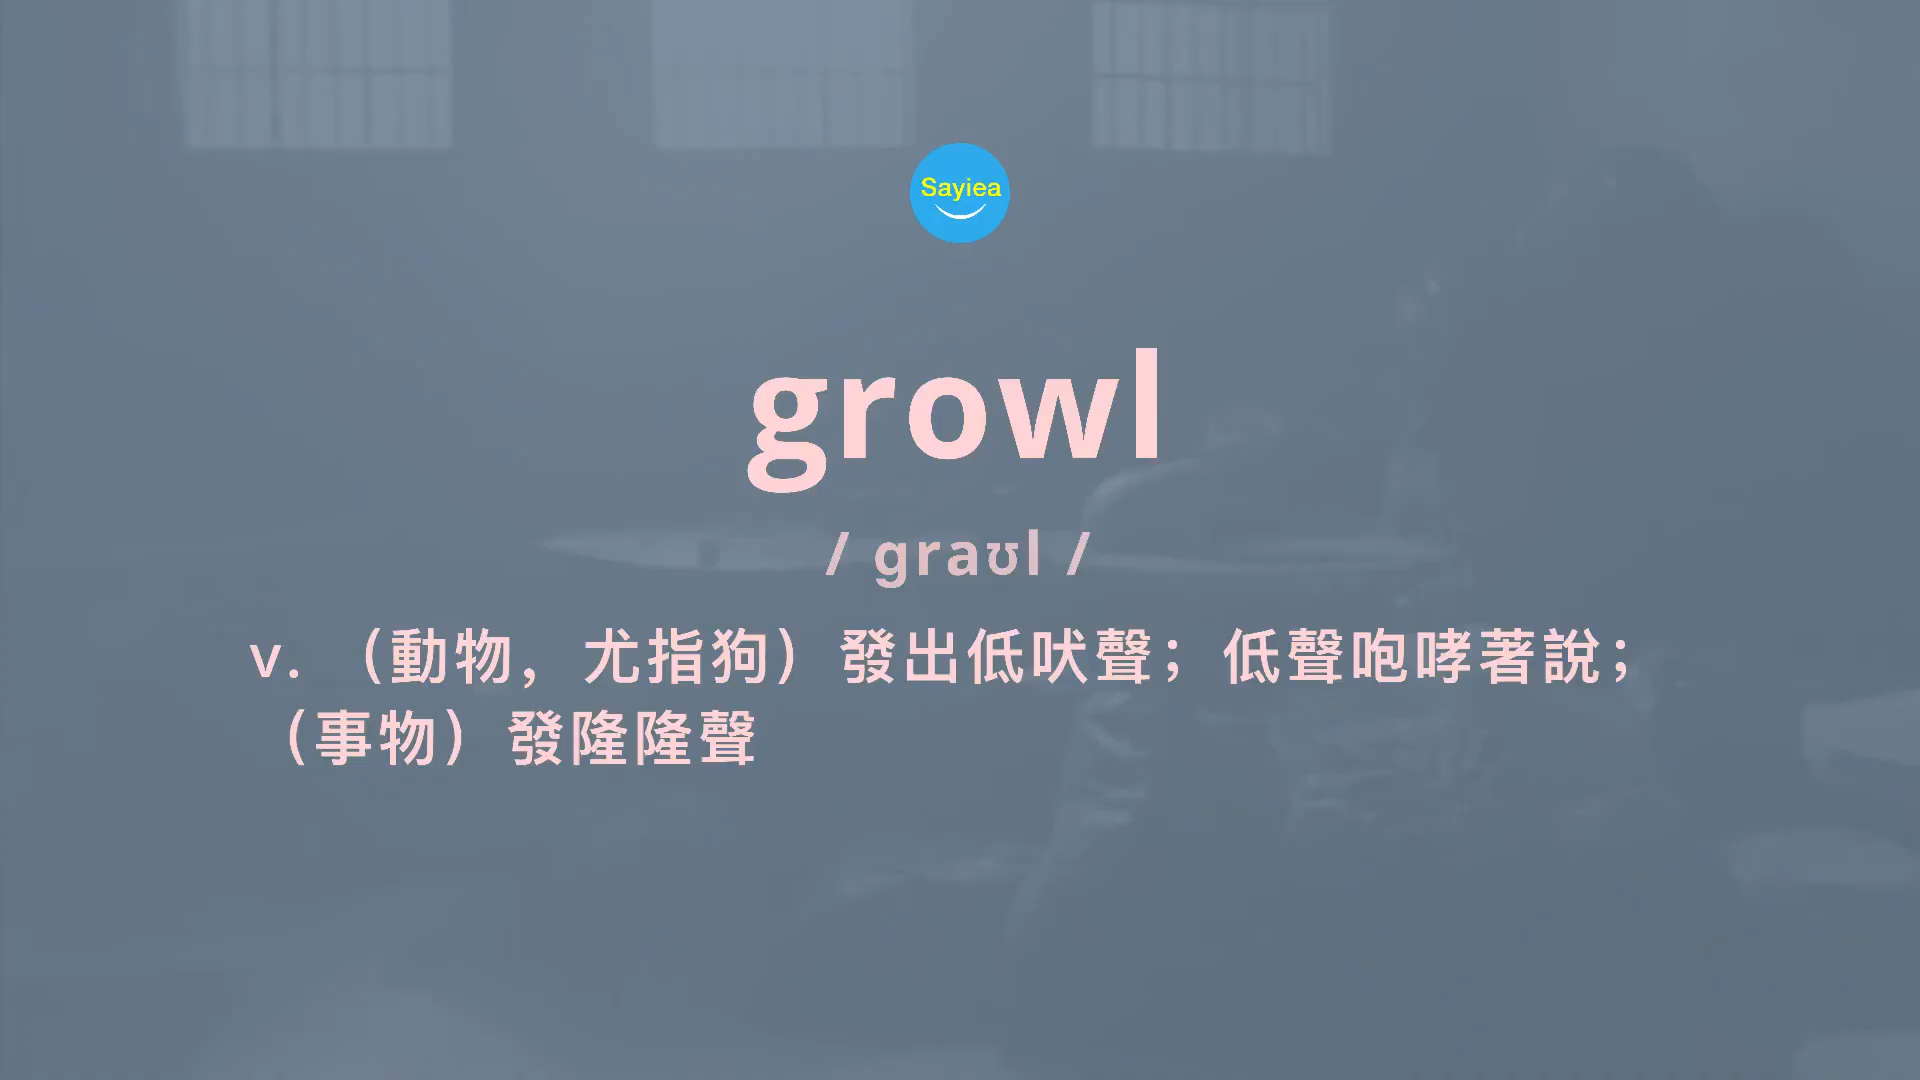 Sayiea
growl
/ ɡraʊl /
v. （動物，尤指狗）發出低吠聲；低聲咆哮著說；
（事物）發隆隆聲